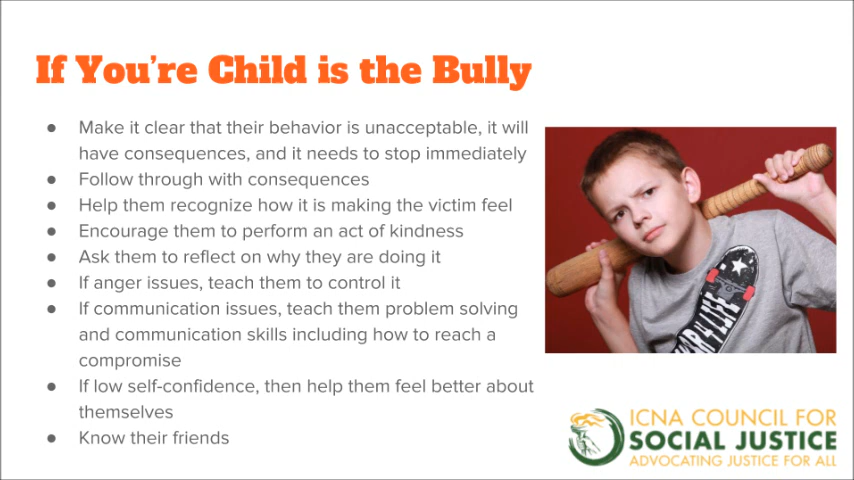 If You're Child is the Bully
● Make it clear that their behavior is unacceptable, it will
have consequences, and it needs to stop immediately
● Follow through with consequences
● Help them recognize how it is making the victim feel
● Encourage them to perform an act of kindness
● Ask them to reflect on why they are doing it
● If anger issues, teach them to control it
● If communication issues, teach them problem solving
and communication skills including how to reach a
compromise
● If low self-confidence, then help them feel better about
themselves
● Know their friends
ICNA COUNCIL FOR
SOCIAL JUSTICE
ADVOCATING JUSTICE FOR ALL